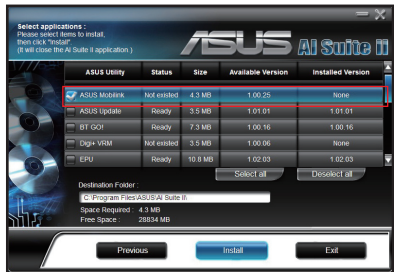 Select applications :
Please select items to install,
then click "Install"
(It will close the AI Suite II application.)
ASUS AI Suite II
ASUS Utility Status Size Available Version Installed Version
ASUS Mobilink Not existed 4.3 MB 1.00.25 None
ASUS Update Ready 3.5 MB 1.01.01 1.01.01
BT GO! Ready 7.3 MB 1.00.16 1.00.16
Digi+ VRM Not existed 3.5 MB 1.00.06 None
EPU Ready 10.8 MB 1.02.03 1.02.03
Select all Deselect all
Destination Folder :
C:\Program Files\ASUS\AI Suite II\
Space Required : 4.3 MB
Free Space : 28834 MB
Previous Install Exit